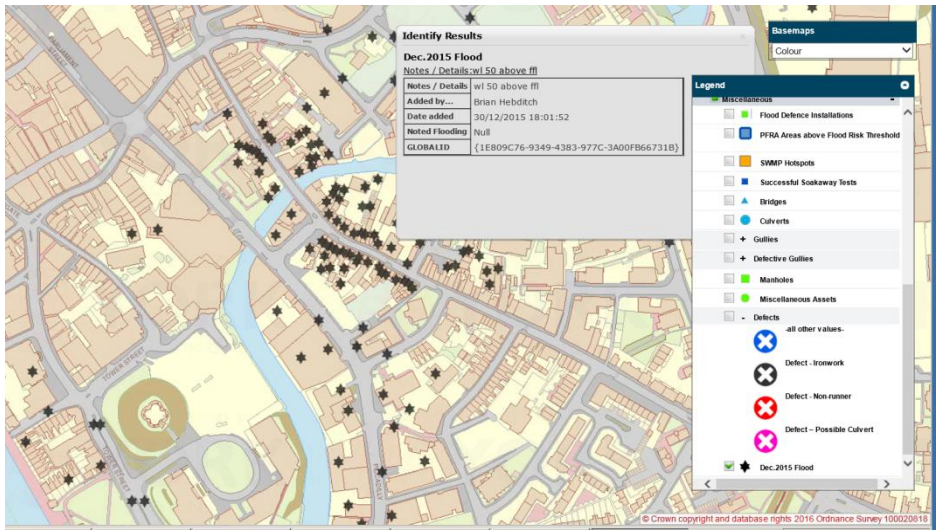 Identify Results
Dec.2015 Flood
Notes / Details:wl 50 above ffl
Notes / Details wl 50 above ffl
Added by... Brian Hebditch
Date added 30/12/2015 18:01:52
Noted Flooding Null
GLOBALID {1E809C76-9349-4383-977C-3A00FB66731B}
Basemaps
Colour
Legend
Miscellaneous -
Flood Defence Installations
PFRA Areas above Flood Risk Threshold
SWMP Hotspots
Successful Soakaway Tests
Bridges
Culverts
+ Gullies
+ Defective Gullies
Manholes
Miscellaneous Assets
- Defects
-all other values-
Defect - Ironwork
Defect - Non-runner
Defect – Possible Culvert
Dec.2015 Flood
TOWER STREET
TOWER STREET
© Crown copyright and database rights 2016 Ordnance Survey 100020818